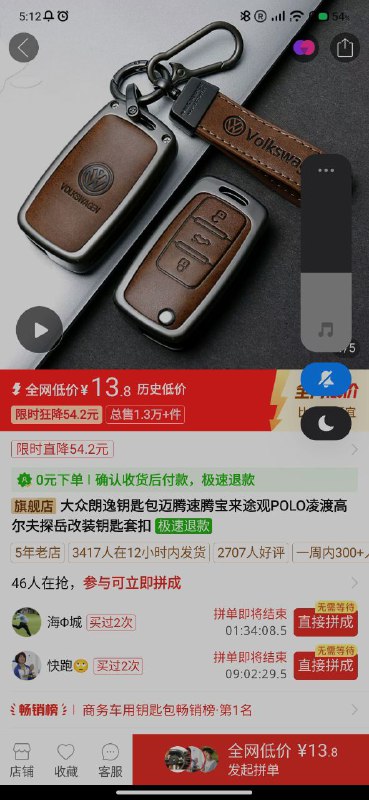 5:12
54%
VOLKSWAGEN
Volkswa
/5
全网低价¥13.8 历史低价
限时狂降54.2元 总售1.3万+件
限时直降54.2元
0元下单 | 确认收货后付款，极速退款
旗舰店 大众朗逸钥匙包迈腾速腾宝来途观POLO凌渡高
尔夫探岳改装钥匙套扣 极速退款
5年老店 3417人在12小时内发货 2707人好评 一周内300+人
46人在抢，参与可立即拼成
海Φ城 买过2次 拼单即将结束 01:34:08.5 无需等待 直接拼成
快跑🙄 买过2次 拼单即将结束 09:02:29.5 无需等待 直接拼成
畅销榜 | 商务车用钥匙包畅销榜·第1名
店铺 收藏 客服
全网低价 ¥13.8
发起拼单